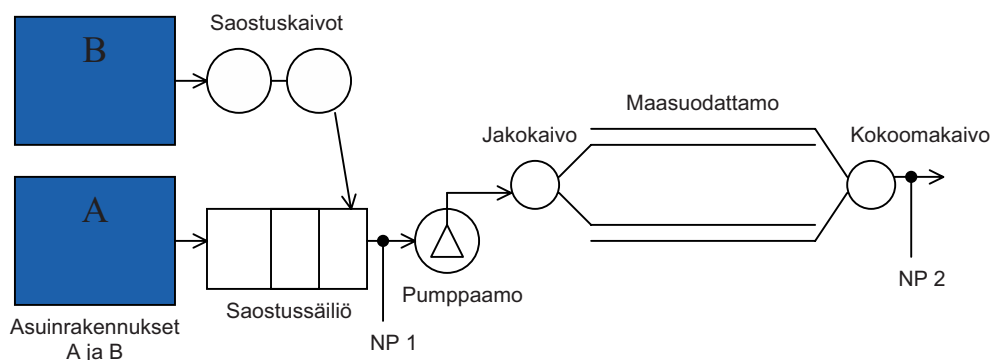 B
Saostuskaivot
Maasuodattamo
Jakokaivo
Kokoomakaivo
A
Saostussäiliö
Pumppaamo
NP 2
Asuinrakennukset
A ja B
NP 1